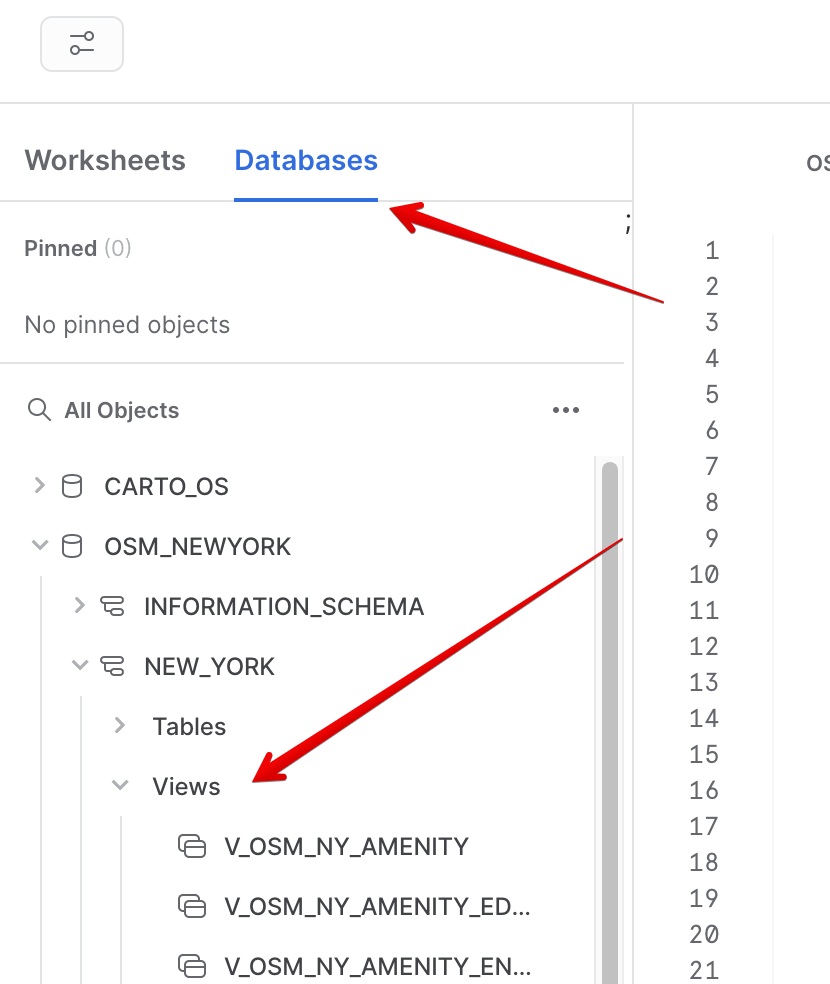 Worksheets Databases
os
Pinned (0)
;
No pinned objects
All Objects
CARTO_OS
OSM_NEWYORK
INFORMATION_SCHEMA
NEW_YORK
Tables
Views
V_OSM_NY_AMENITY
V_OSM_NY_AMENITY_ED...
V_OSM_NY_AMENITY_EN...
1
2
3
4
5
6
7
8
9
10
11
12
13
14
15
16
17
18
19
20
21